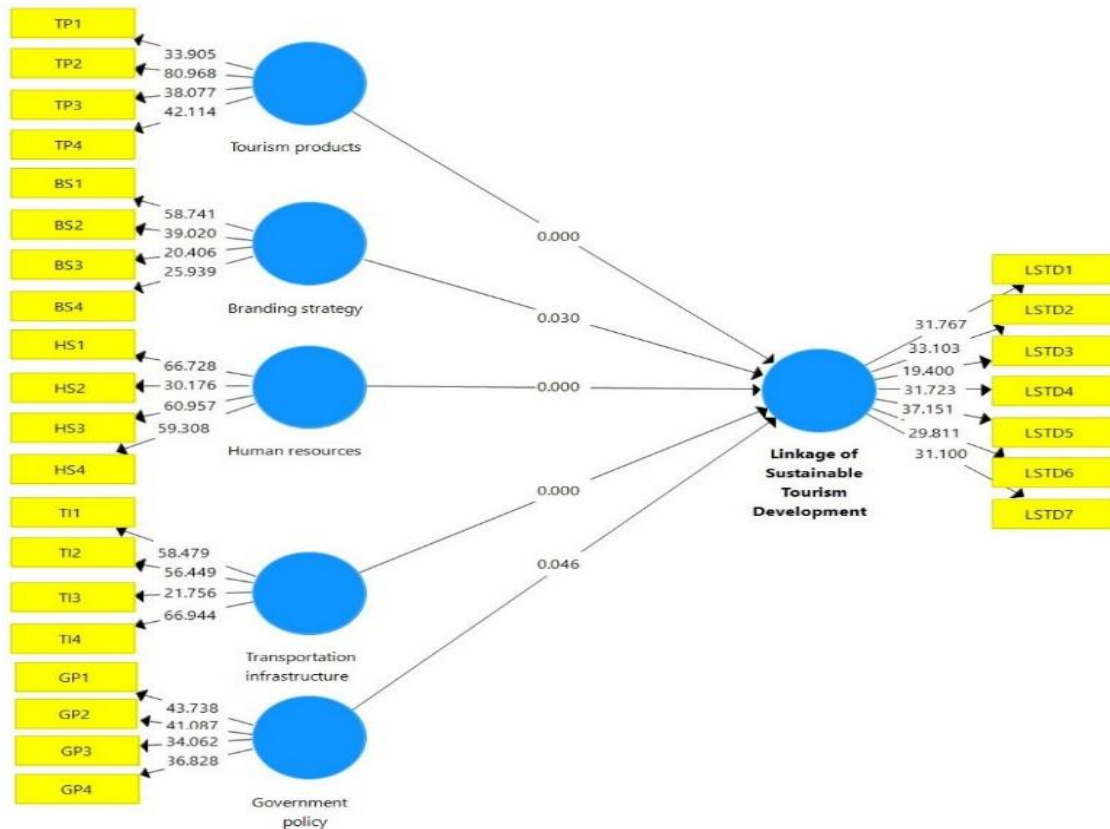 TP1
TP2
TP3
TP4
33.905
80.968
38.077
42.114
Tourism products
BS1
BS2
BS3
BS4
58.741
39.020
20.406
25.939
Branding strategy
HS1
HS2
HS3
HS4
66.728
30.176
60.957
59.308
Human resources
TI1
TI2
TI3
TI4
58.479
56.449
21.756
66.944
Transportation
infrastructure
GP1
GP2
GP3
GP4
43.738
41.087
34.062
36.828
Government
policy
0.000
0.030
0.000
0.000
0.046
Linkage of
Sustainable
Tourism
Development
31.767
33.103
19.400
31.723
37.151
29.811
31.100
LSTD1
LSTD2
LSTD3
LSTD4
LSTD5
LSTD6
LSTD7